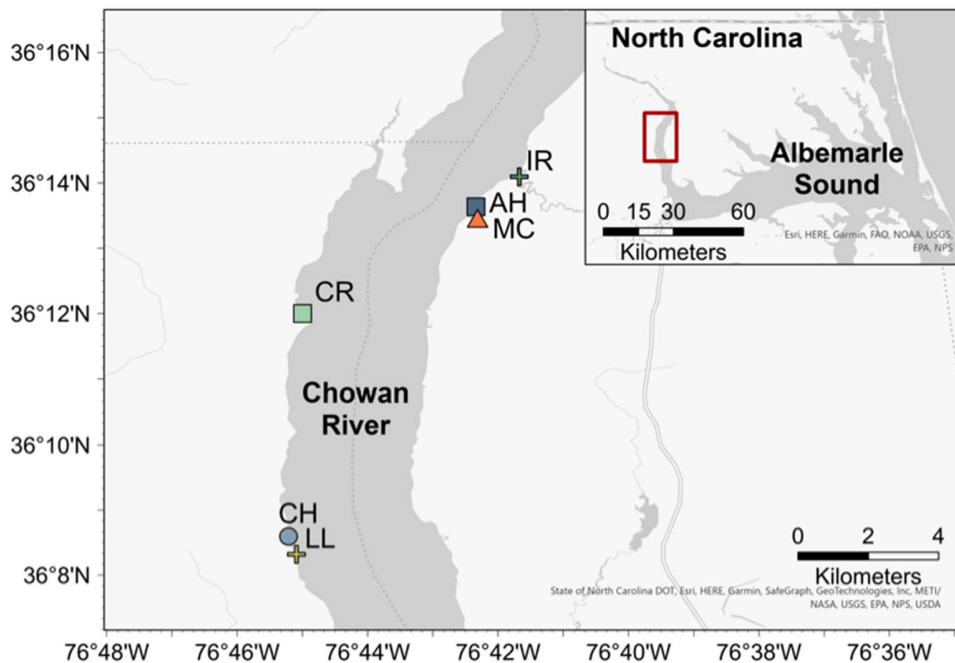 36°16'N
36°14'N
36°12'N
36°10'N
36°8'N
76°48'W
76°46'W
76°44'W
76°42'W
76°40'W
76°38'W
76°36'W
North Carolina
Albemarle
Sound
0 15 30 60
Kilometers
Esri, HERE, Garmin, FAO, NOAA, USGS,
EPA, NPS
IR
AH
MC
CR
Chowan
River
CH
LL
0 2 4
Kilometers
State of North Carolina DOT, Esri, HERE, Garmin, SafeGraph, GeoTechnologies, Inc, METI/
NASA, USGS, EPA, NPS, USDA